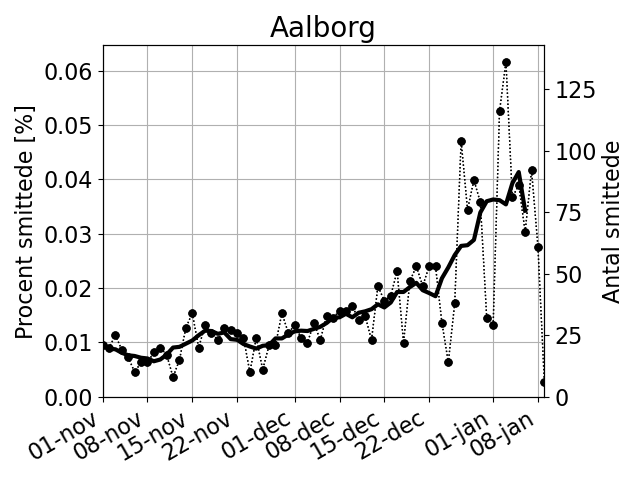 Aalborg
Procent smittede [%]
0.06
0.05
0.04
0.03
0.02
0.01
0.00
125
100
75
50
25
0
Antal smittede
01-nov
08-nov
15-nov
22-nov
01-dec
08-dec
15-dec
22-dec
01-jan
08-jan